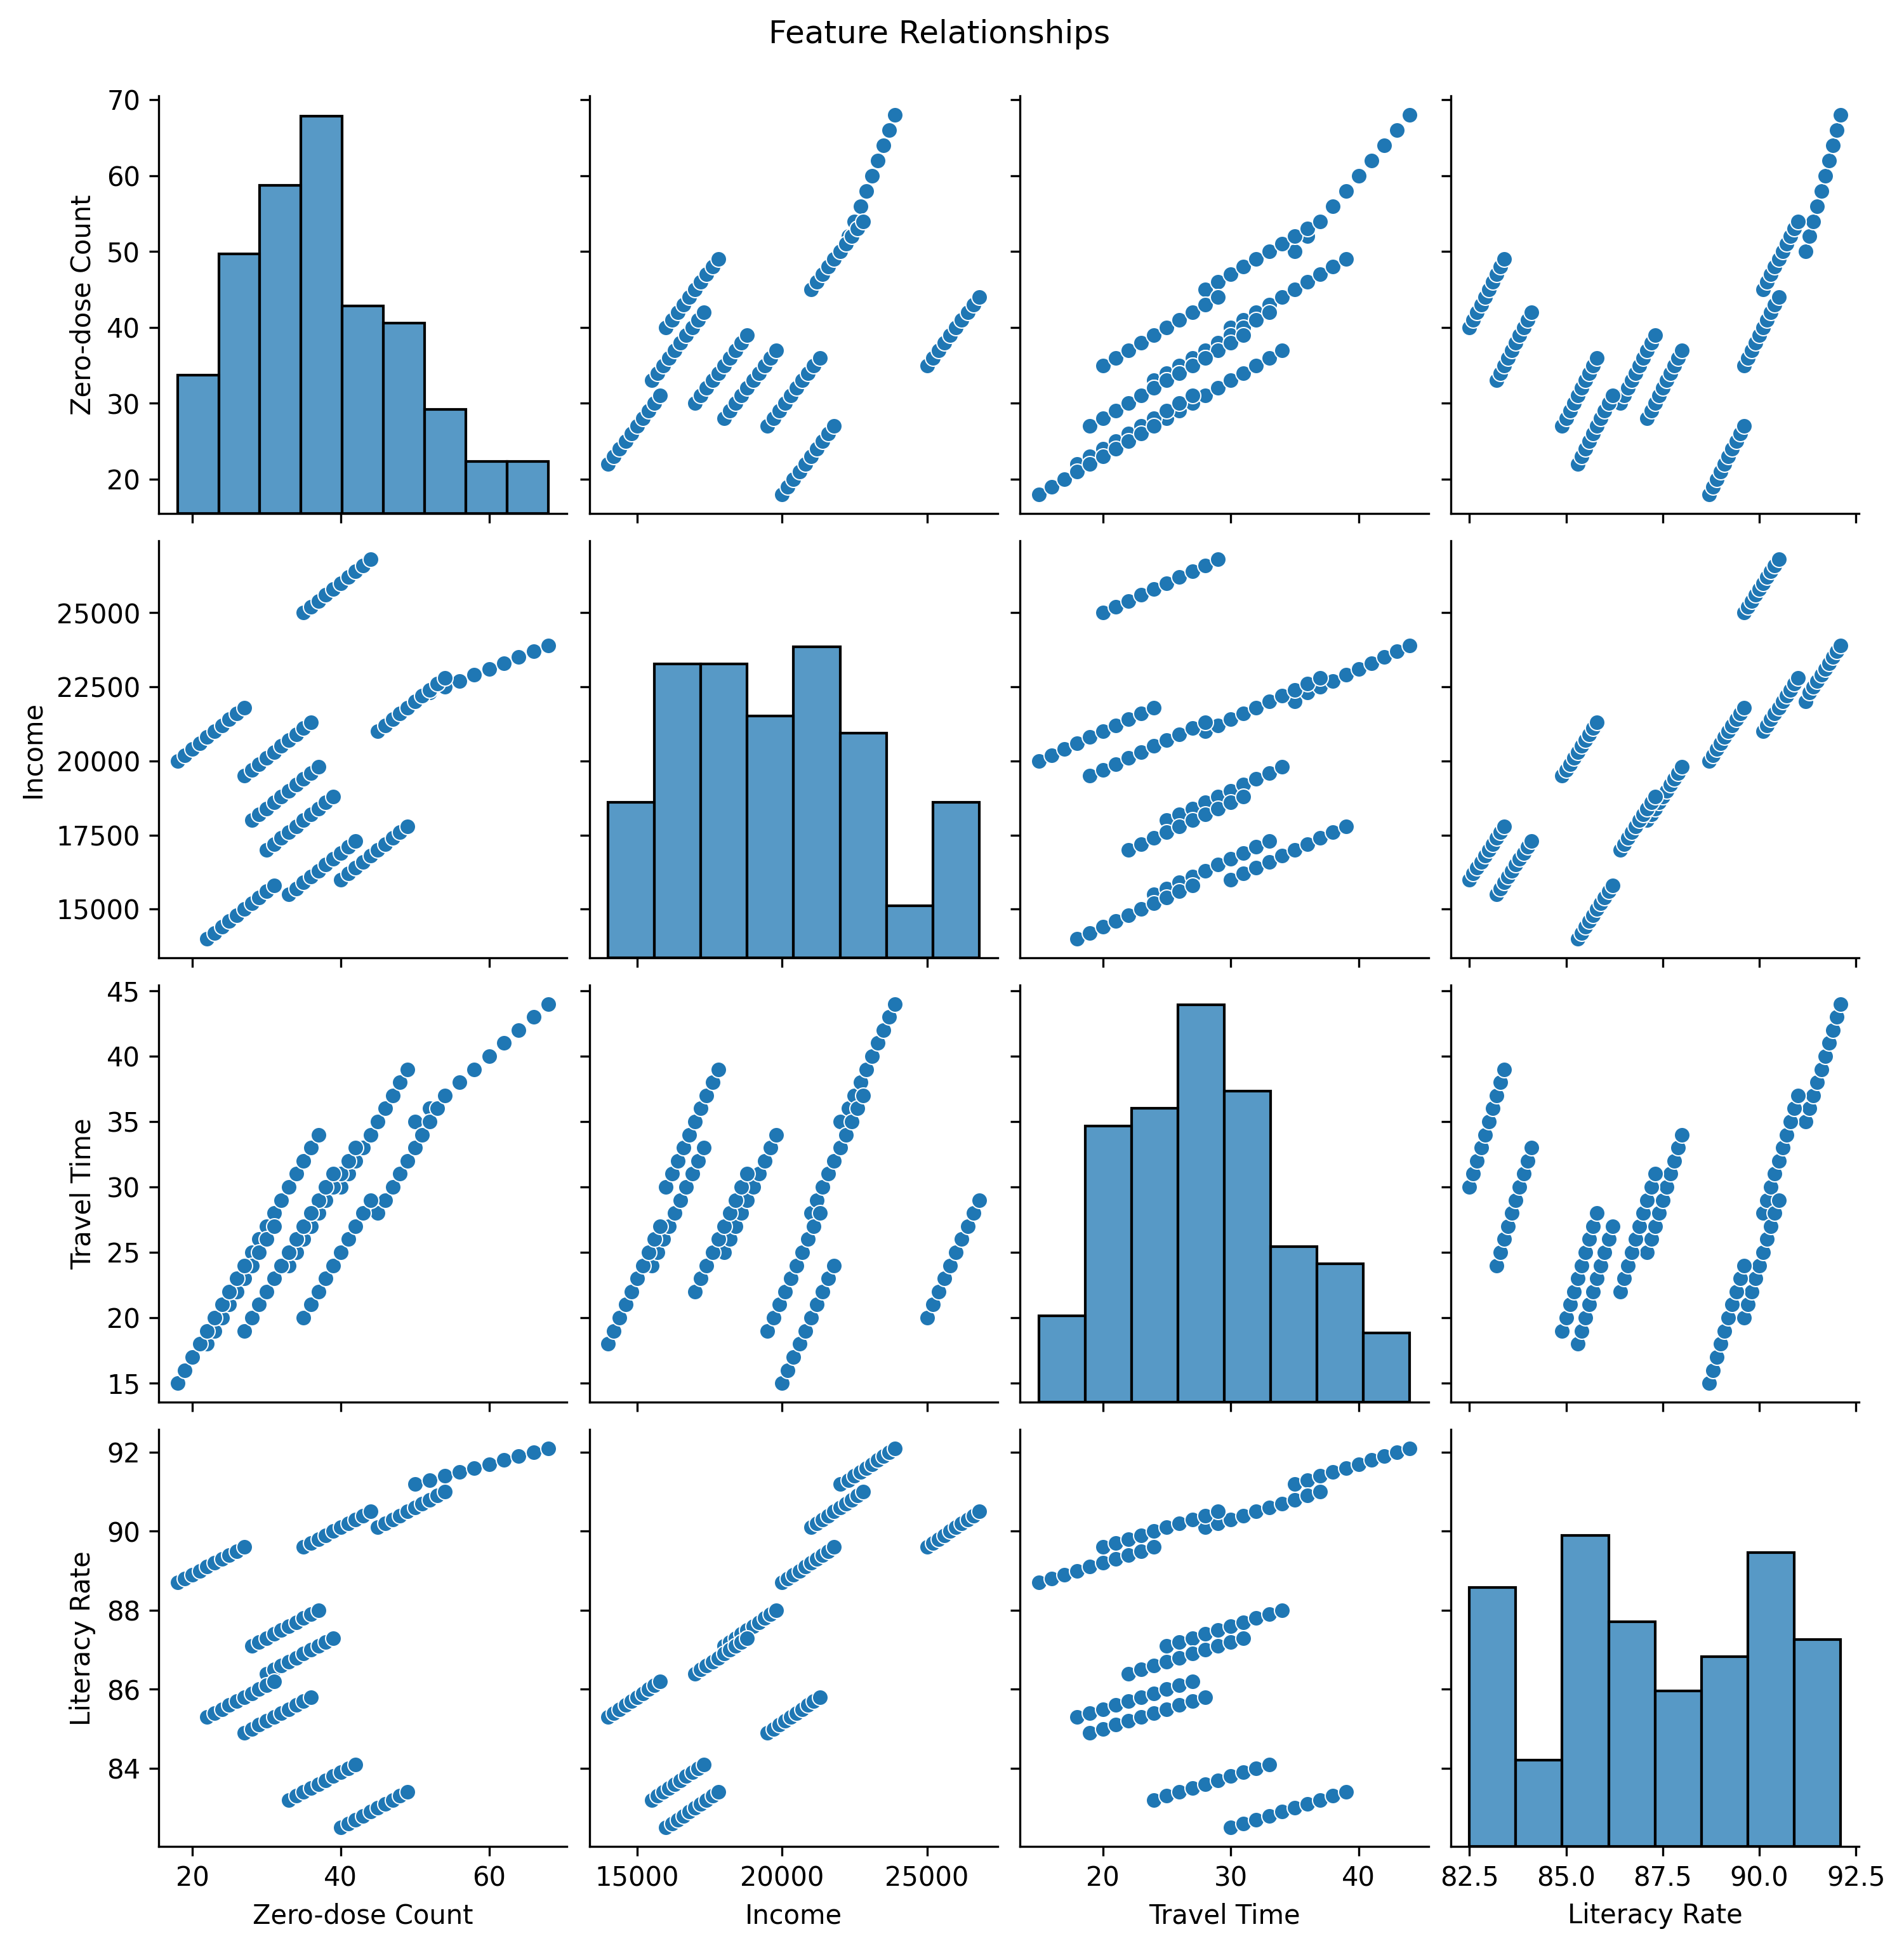 Feature Relationships
70
60
50
40
30
20
Zero-dose Count
25000
22500
20000
17500
15000
Income
45
40
35
30
25
20
15
Travel Time
92
90
88
86
84
Literacy Rate
20 40 60
15000 20000 25000
20 30 40
82.5 85.0 87.5 90.0 92.5
Zero-dose Count
Income
Travel Time
Literacy Rate